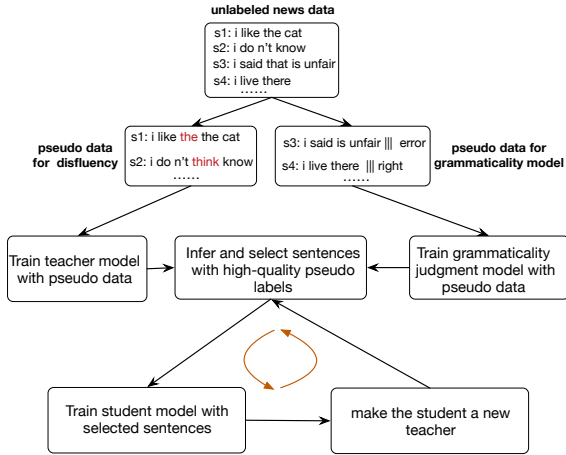 unlabeled news data
s1: i like the cat
s2: i do n't know
s3: i said that is unfair
s4: i live there
......
pseudo data
for disfluency
s1: i like the the cat
s2: i do n't think know
......
s3: i said is unfair ||| error
s4: i live there ||| right
......
pseudo data for
grammaticality model
Train teacher model
with pseudo data
Infer and select sentences
with high-quality pseudo
labels
Train grammaticality
judgment model with
pseudo data
Train student model with
selected sentences
make the student a new
teacher